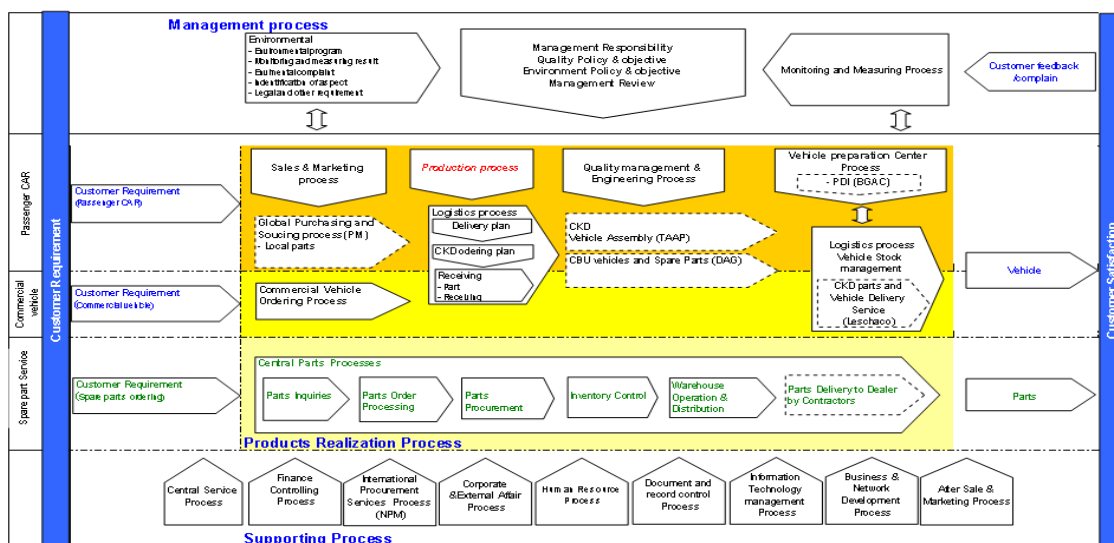 Management process
Environmental
- Environmental program
- Monitoring and measuring result
- Enuimental complaint
- Indentification of aspect
- Legal and other requirement
Management Responsibility
Quality Policy & objective
Environment Policy & objective
Management Review
Monitoring and Measuring Process
Customer feedback
/complain
Customer Requirement
Customer Satisfaction
Passenger CAR
Customer Requirement
(Passenger CAR)
Sales & Marketing
process
Production process
Quality management &
Engineering Process
Vehicle preparation Center
Process
- PDI (BGAC)
Global Purchasing and
Soucing process (PM)
- Local parts
Logistics process
Delivery plan
CKD odering plan
Receiving
- Part
- Receiving
CKD
Vehicle Assembly (TAAP)
CBU vehicles and Spare Parts (DAG)
Logistics process
Vehicle Stock
management
CKD parts and
Vehicle Delivery
Service
(Leschaco)
Vehicle
Commercial
vehicle
Customer Requirement
(Commercial vehible)
Commercial Vehicle
Ordering Process
Spare part Service
Customer Requirement
(Spare parts ordering)
Central Parts Processes
Parts Inquiries
Parts Order
Processing
Parts
Procurement
Inventory Control
Warehouse
Operation &
Distribution
Parts Delivery to Dealer
by Contractors
Parts
Products Realization Process
Central Service
Process
Finance
Controlling
Process
International
Procurement
Services Process
(NPM)
Corporate
& External Affair
Process
Human Resource
Process
Document and
record control
Process
Information
Technology
management
Process
Business &
Network
Development
Process
After Sale &
Marketing Process
Supporting Process